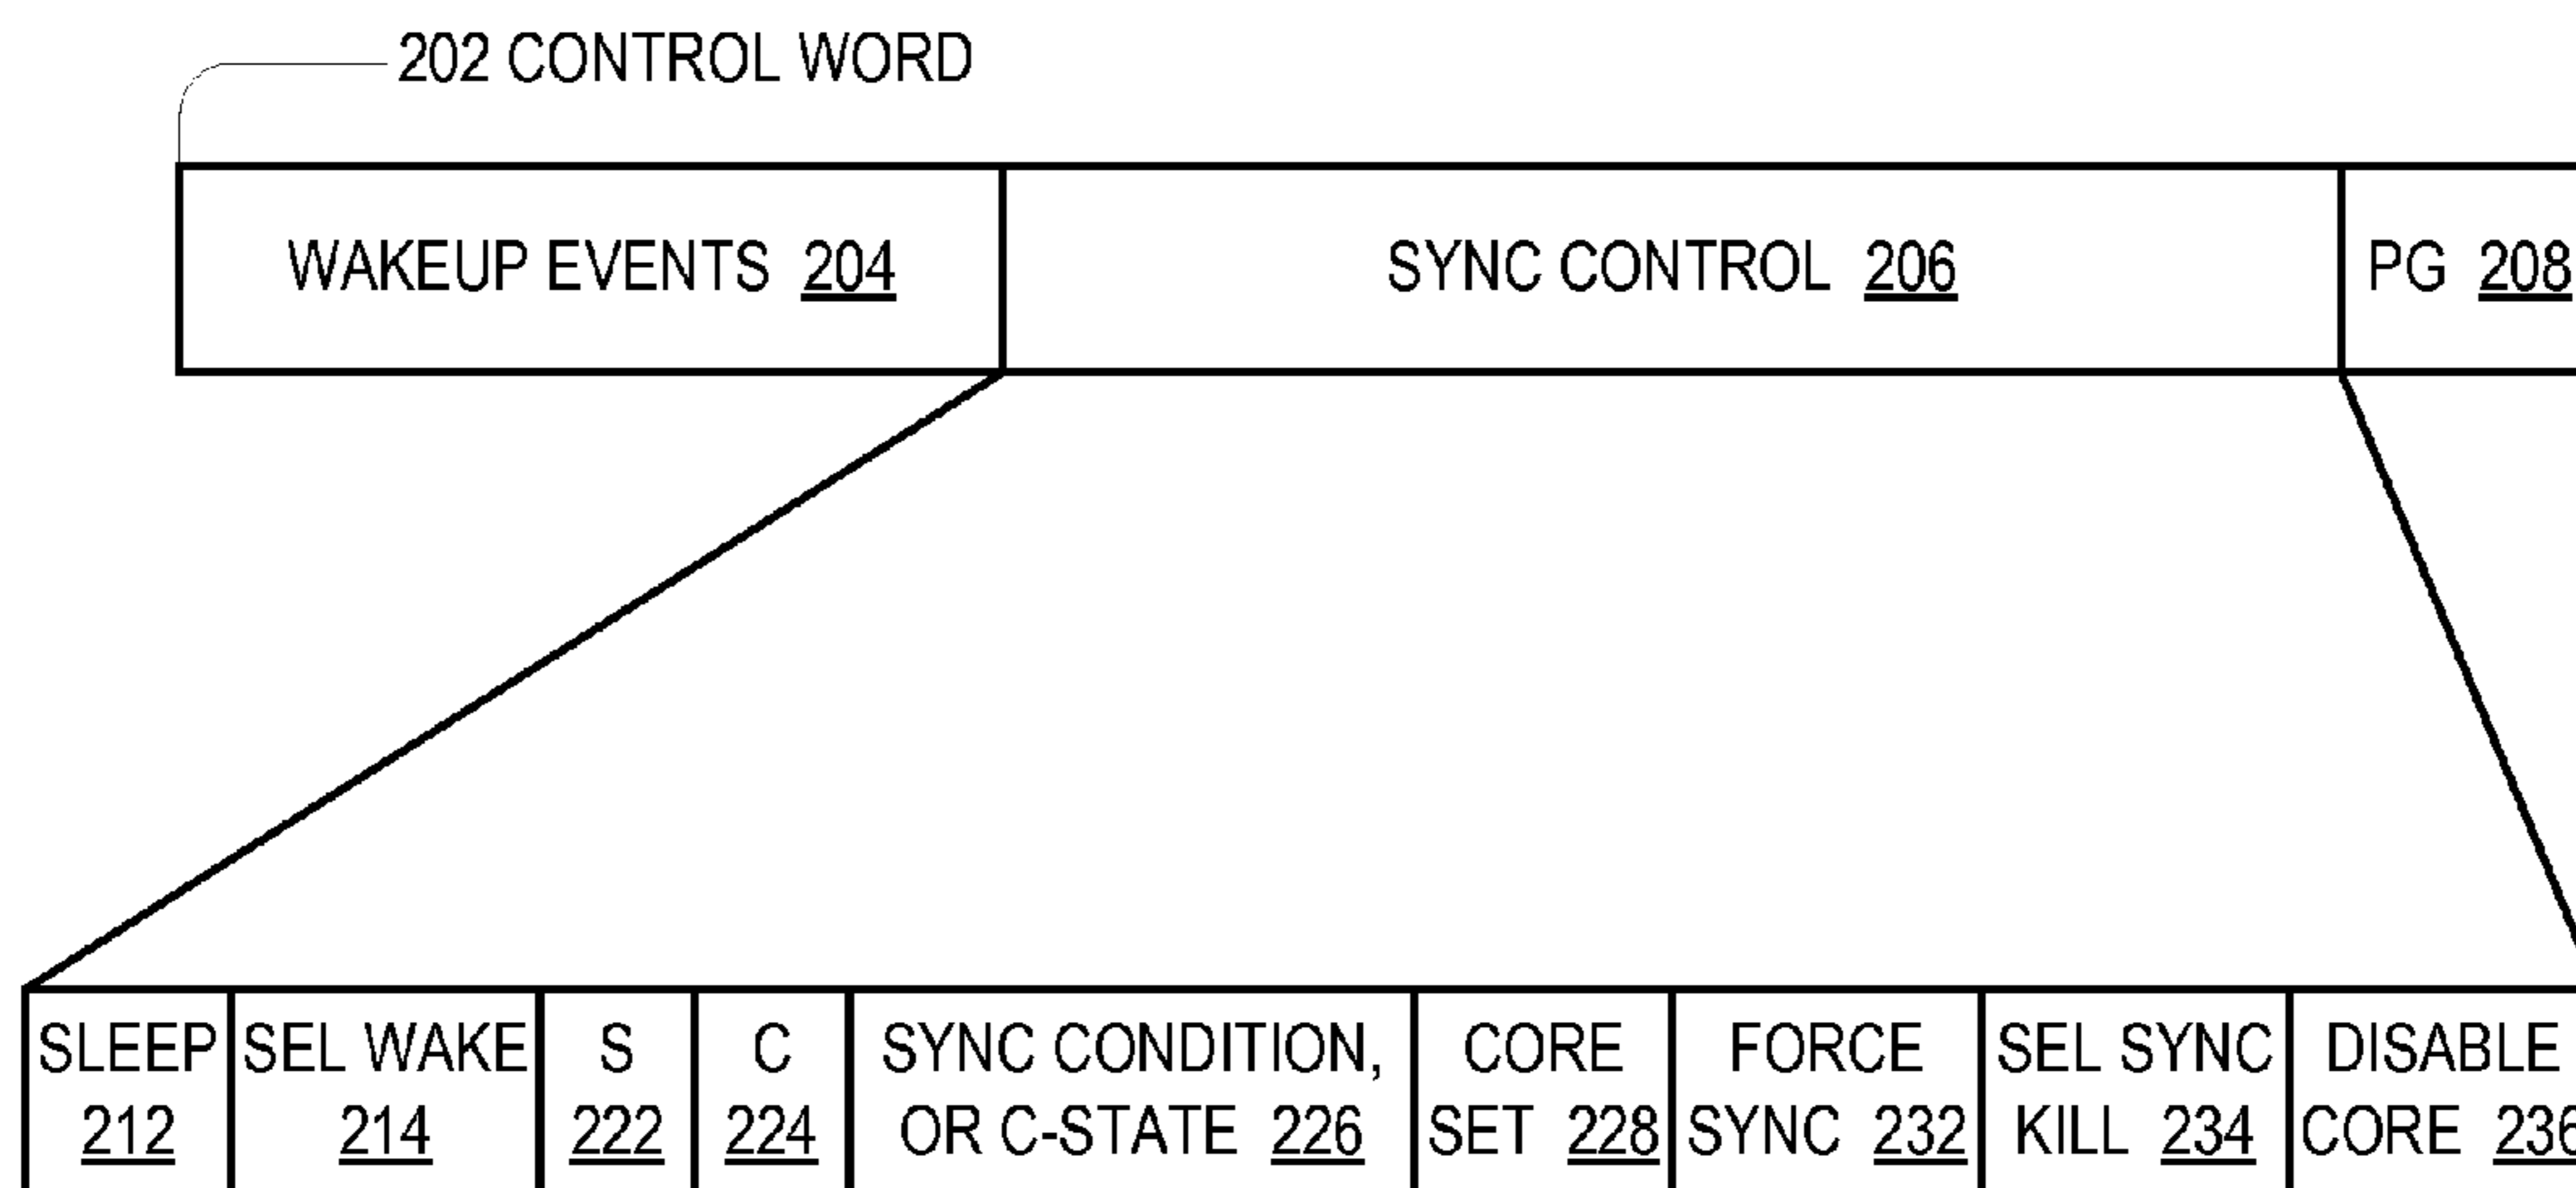 202 CONTROL WORD
WAKEUP EVENTS 204 SYNC CONTROL 206 PG 208
SLEEP SEL WAKE S C SYNC CONDITION, CORE FORCE SEL SYNC DISABLE
212 214 222 224 OR C-STATE 226 SET 228 SYNC 232 KILL 234 CORE 236